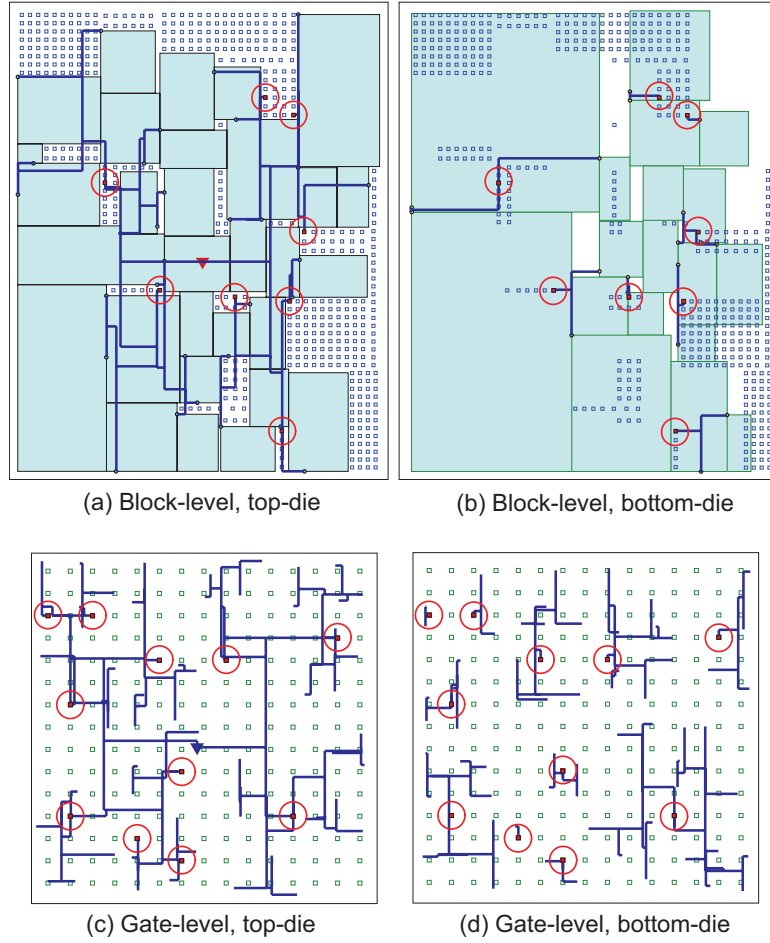 (a) Block-level, top-die
(b) Block-level, bottom-die
(c) Gate-level, top-die
(d) Gate-level, bottom-die